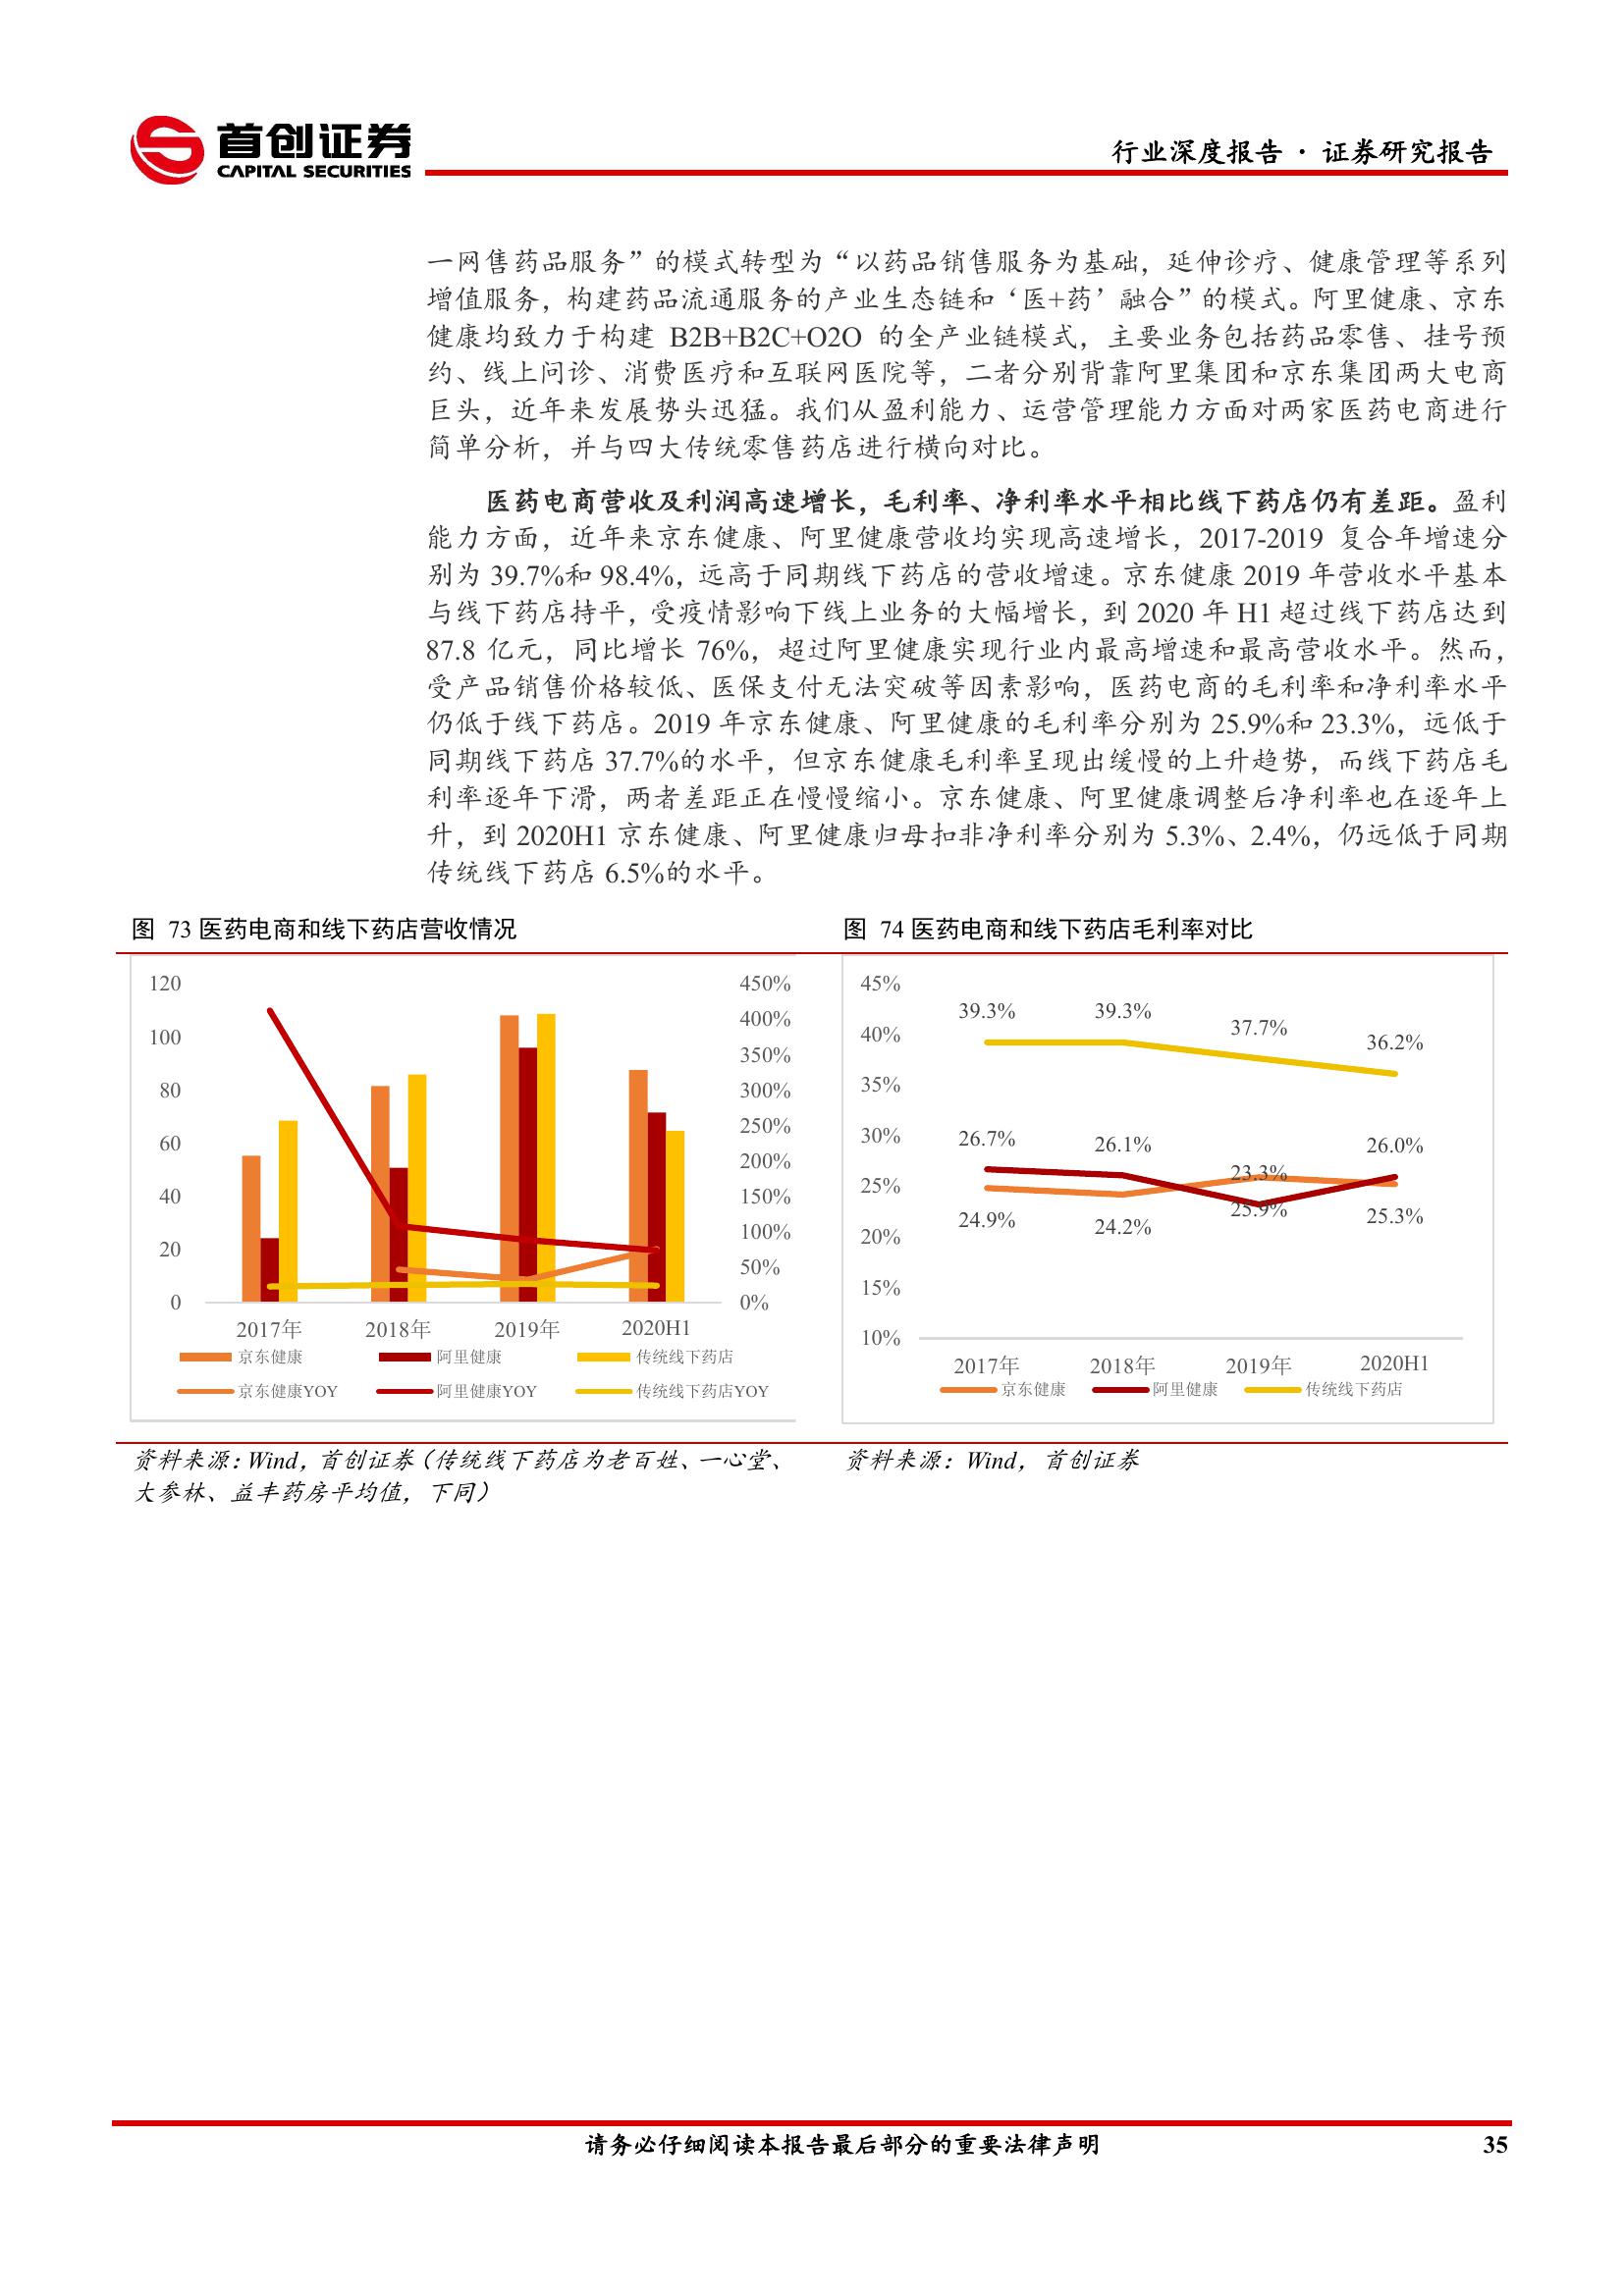 首创证券
CAPITAL SECURITIES
行业深度报告 · 证券研究报告
一网售药品服务”的模式转型为“以药品销售服务为基础，延伸诊疗、健康管理等系列
增值服务，构建药品流通服务的产业生态链和‘医+药’融合”的模式。阿里健康、京东
健康均致力于构建 B2B+B2C+O2O 的全产业链模式，主要业务包括药品零售、挂号预
约、线上问诊、消费医疗和互联网医院等，二者分别背靠阿里集团和京东集团两大电商
巨头，近年来发展势头迅猛。我们从盈利能力、运营管理能力方面对两家医药电商进行
简单分析，并与四大传统零售药店进行横向对比。
医药电商营收及利润高速增长，毛利率、净利率水平相比线下药店仍有差距。盈利
能力方面，近年来京东健康、阿里健康营收均实现高速增长，2017-2019 复合年增速分
别为 39.7%和 98.4%，远高于同期线下药店的营收增速。京东健康 2019 年营收水平基本
与线下药店持平，受疫情影响下线上业务的大幅增长，到 2020 年 H1 超过线下药店达到
87.8 亿元，同比增长 76%，超过阿里健康实现行业内最高增速和最高营收水平。然而，
受产品销售价格较低、医保支付无法突破等因素影响，医药电商的毛利率和净利率水平
仍低于线下药店。2019 年京东健康、阿里健康的毛利率分别为 25.9%和 23.3%，远低于
同期线下药店 37.7%的水平，但京东健康毛利率呈现出缓慢的上升趋势，而线下药店毛
利率逐年下滑，两者差距正在慢慢缩小。京东健康、阿里健康调整后净利率也在逐年上
升，到 2020H1 京东健康、阿里健康归母扣非净利率分别为 5.3%、2.4%，仍远低于同期
传统线下药店 6.5%的水平。
图 73 医药电商和线下药店营收情况
120
100
80
60
40
20
0
450%
400%
350%
300%
250%
200%
150%
100%
50%
0%
2017年 2018年 2019年 2020H1
京东健康 阿里健康 传统线下药店
京东健康YOY 阿里健康YOY 传统线下药店YOY
资料来源：Wind，首创证券（传统线下药店为老百姓、一心堂、
大参林、益丰药房平均值，下同）
图 74 医药电商和线下药店毛利率对比
45%
40%
35%
30%
25%
20%
15%
10%
39.3% 39.3% 37.7% 36.2%
26.7% 26.1% 23.3% 26.0%
24.9% 24.2% 25.9% 25.3%
2017年 2018年 2019年 2020H1
京东健康 阿里健康 传统线下药店
资料来源：Wind，首创证券
请务必仔细阅读本报告最后部分的重要法律声明
35